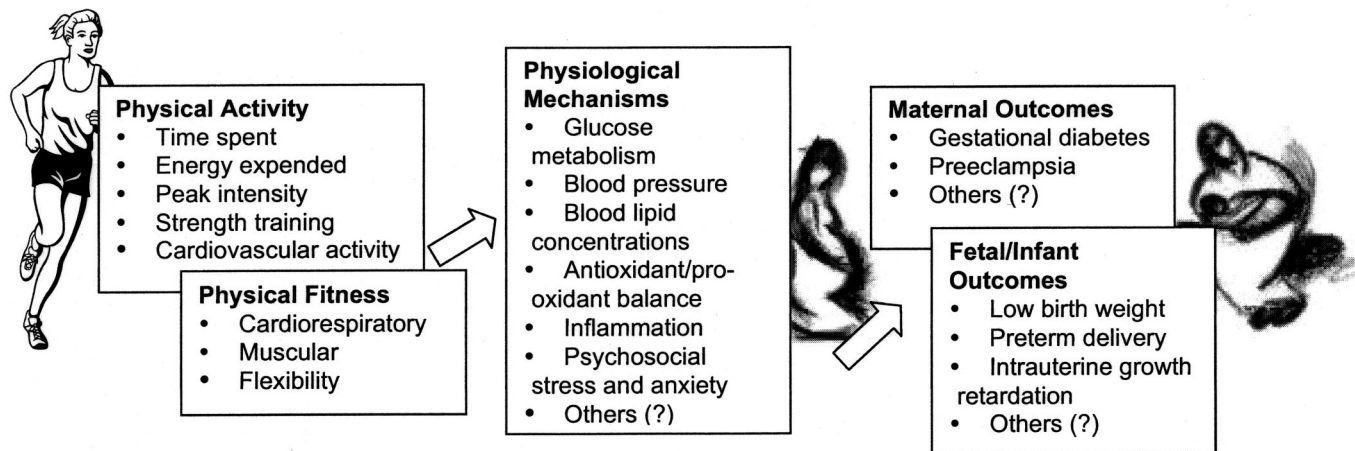 Physical Activity
• Time spent
• Energy expended
• Peak intensity
• Strength training
• Cardiovascular activity
Physical Fitness
• Cardiorespiratory
• Muscular
• Flexibility
Physiological
Mechanisms
• Glucose
metabolism
• Blood pressure
• Blood lipid
concentrations
• Antioxidant/pro-
oxidant balance
• Inflammation
• Psychosocial
stress and anxiety
• Others (?)
Maternal Outcomes
• Gestational diabetes
• Preeclampsia
• Others (?)
Fetal/Infant
Outcomes
• Low birth weight
• Preterm delivery
• Intrauterine growth
retardation
• Others (?)